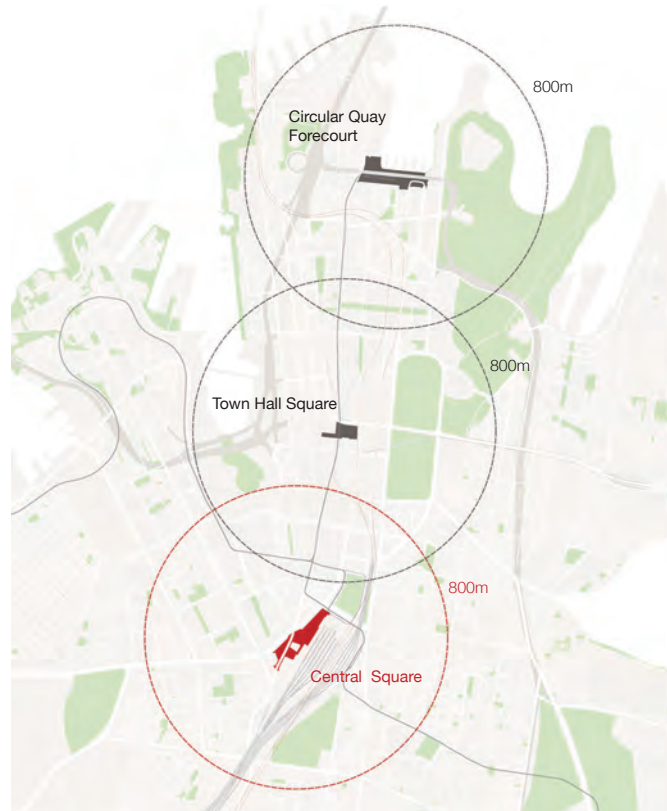 800m
Circular Quay
Forecourt
800m
Town Hall Square
800m
Central Square